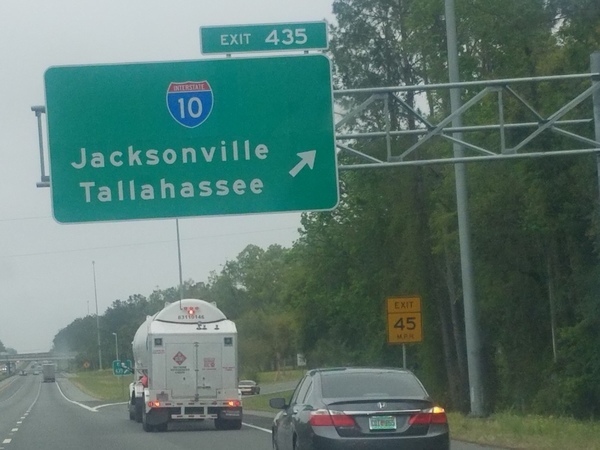 EXIT 435
INTERSTATE
10
Jacksonville
Tallahassee
EXIT
45
M.P.H.